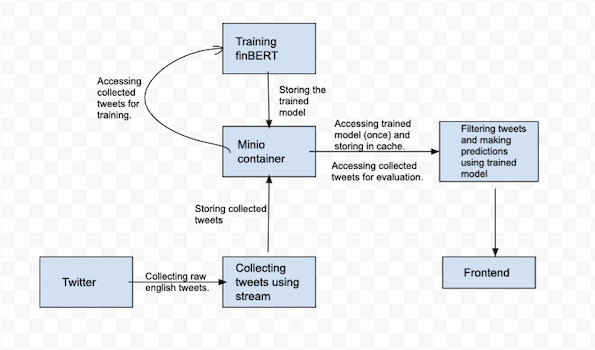 Training
finBERT
Accessing
collected
tweets for
training.
Storing the
trained
model
Minio
container
Accessing trained
model (once) and
storing in cache.
Accessing collected
tweets for evaluation.
Filtering tweets
and making
predictions
using trained
model
Storing collected
tweets
Twitter
Collecting raw
english tweets.
Collecting
tweets using
stream
Frontend